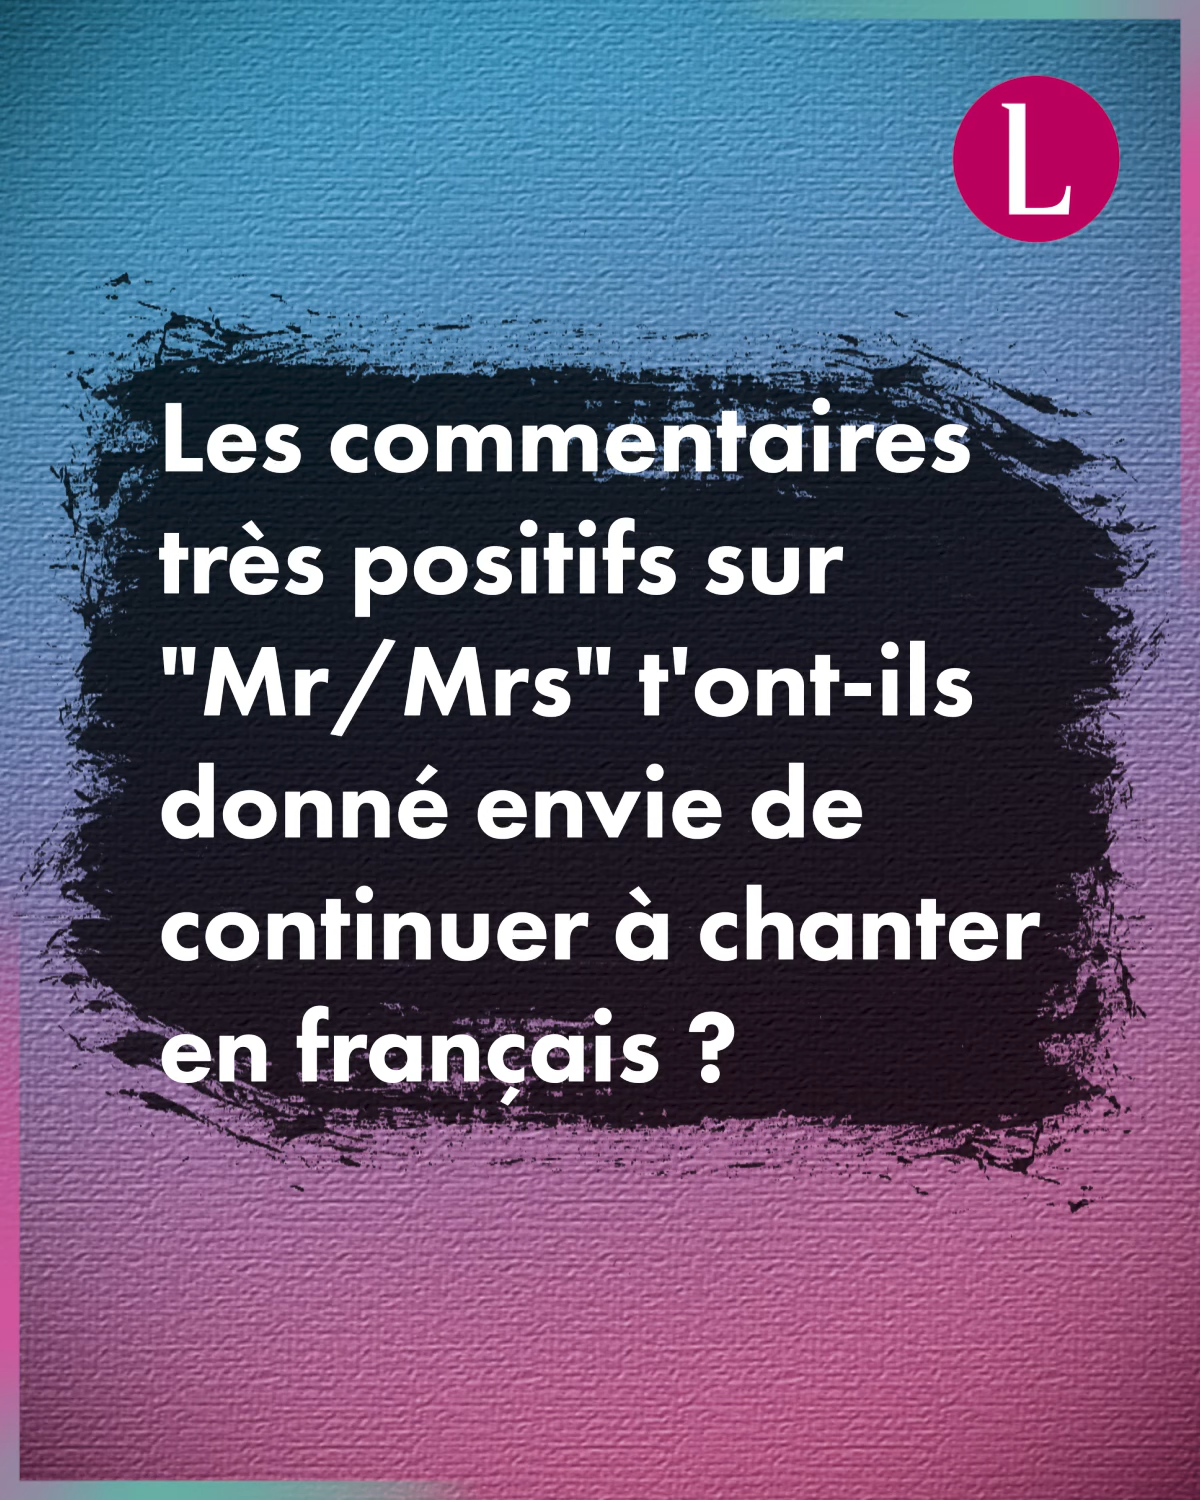 L
Les commentaires
très positifs sur
"Mr/Mrs" t'ont-ils
donné envie de
continuer à chanter
en français ?